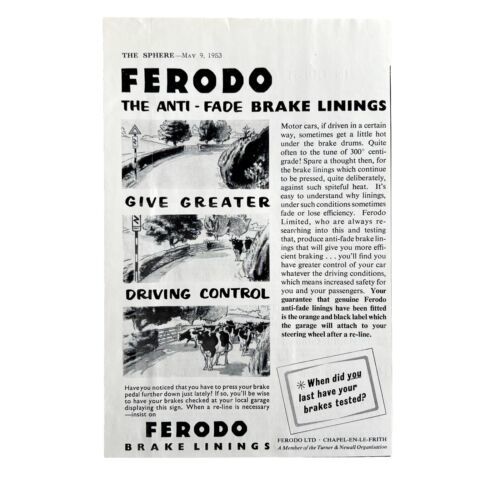 THE SPHERE—MAY 9, 1953
FERODO
THE ANTI - FADE BRAKE LININGS
GIVE GREATER
DRIVING CONTROL
Motor cars, if driven in a certain
way, sometimes get a little hot
under the brake drums. Quite
often to the tune of 300° centi-
grade! Spare a thought then, for
the brake linings which continue
to be pressed, quite deliberately,
against such spiteful heat. It's
easy to understand why linings,
under such conditions sometimes
fade or lose efficiency. Ferodo
Limited, who are always re-
searching into this and testing
that, produce anti-fade brake lin-
ings that will give you more effi-
cient braking . . . you'll find you
have greater control of your car
whatever the driving conditions,
which means increased safety for
you and your passengers. Your
guarantee that genuine Ferodo
anti-fade linings have been fitted
is the orange and black label which
the garage will attach to your
steering wheel after a re-line.
Have you noticed that you have to press your brake
pedal further down just lately? If so, you'll be wise
to have your brakes checked at your local garage
displaying this sign. When a re-line is necessary
—insist on
FERODO
BRAKE LININGS
When did you
last have your
brakes tested?
FERODO LTD · CHAPEL-EN-LE-FRITH
A Member of the Turner & Newall Organisation